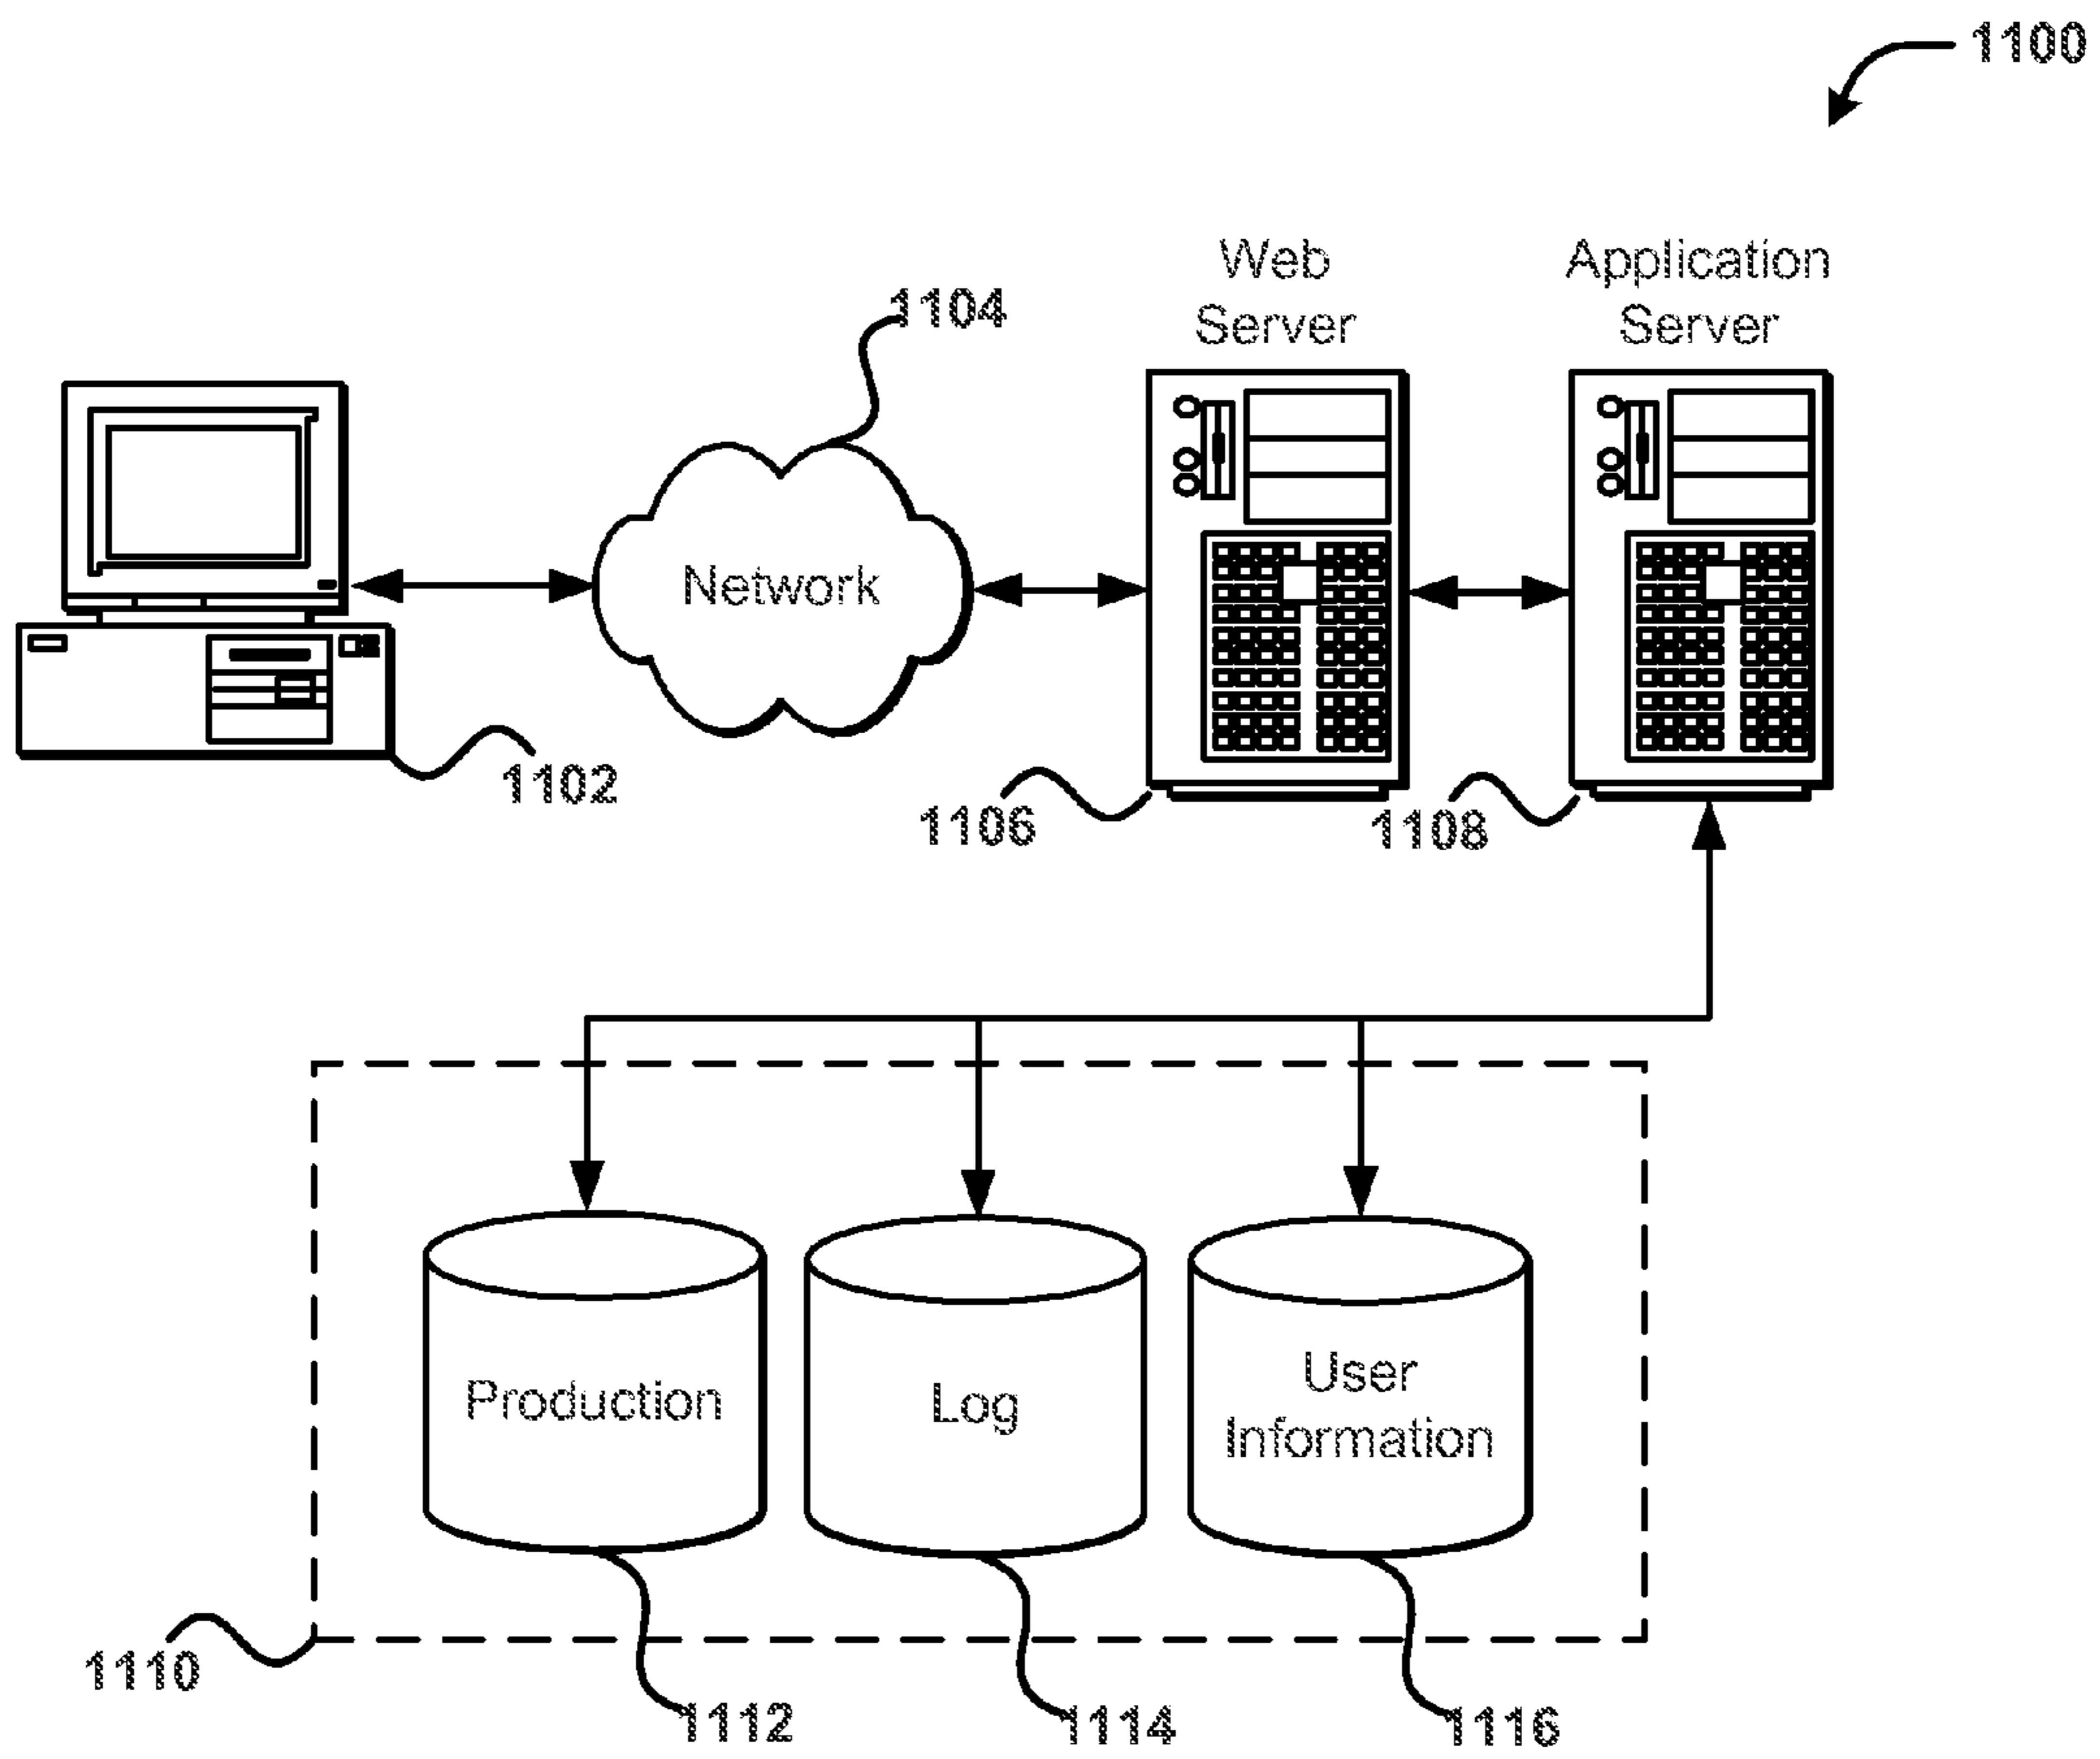 1100
Web
Server
Application
Server
1104
Network
1102
1106
1108
Production
Log
User
Information
1110
1112
1114
1116